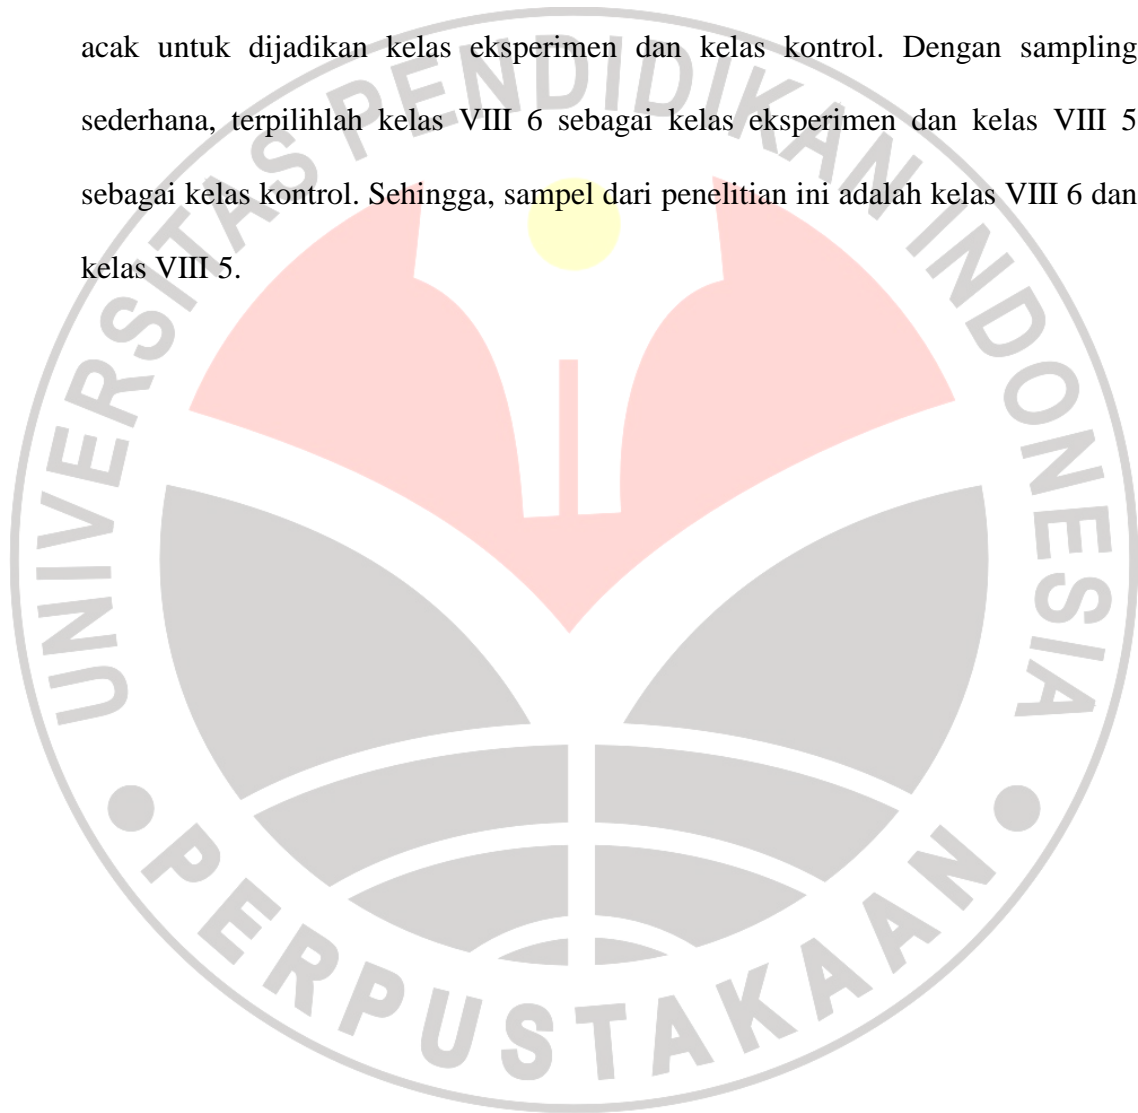 acak untuk dijadikan kelas eksperimen dan kelas kontrol. Dengan sampling
sederhana, terpilihlah kelas VIII 6 sebagai kelas eksperimen dan kelas VIII 5
sebagai kelas kontrol. Sehingga, sampel dari penelitian ini adalah kelas VIII 6 dan
kelas VIII 5.
UNIVERSITAS PENDIDIKAN INDONESIA
PERPUSTAKAAN